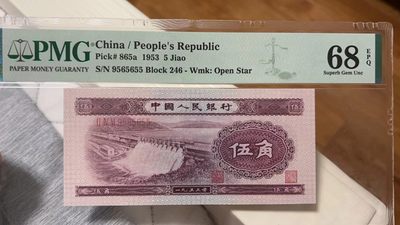 PMG
PAPER MONEY GUARANTY
China / People's Republic
Pick# 865a 1953 5 Jiao
S/N 9565655 Block 246 - Wmk: Open Star
68 EPQ
Superb Gem Unc
中國人民銀行
伍角
一九五三年